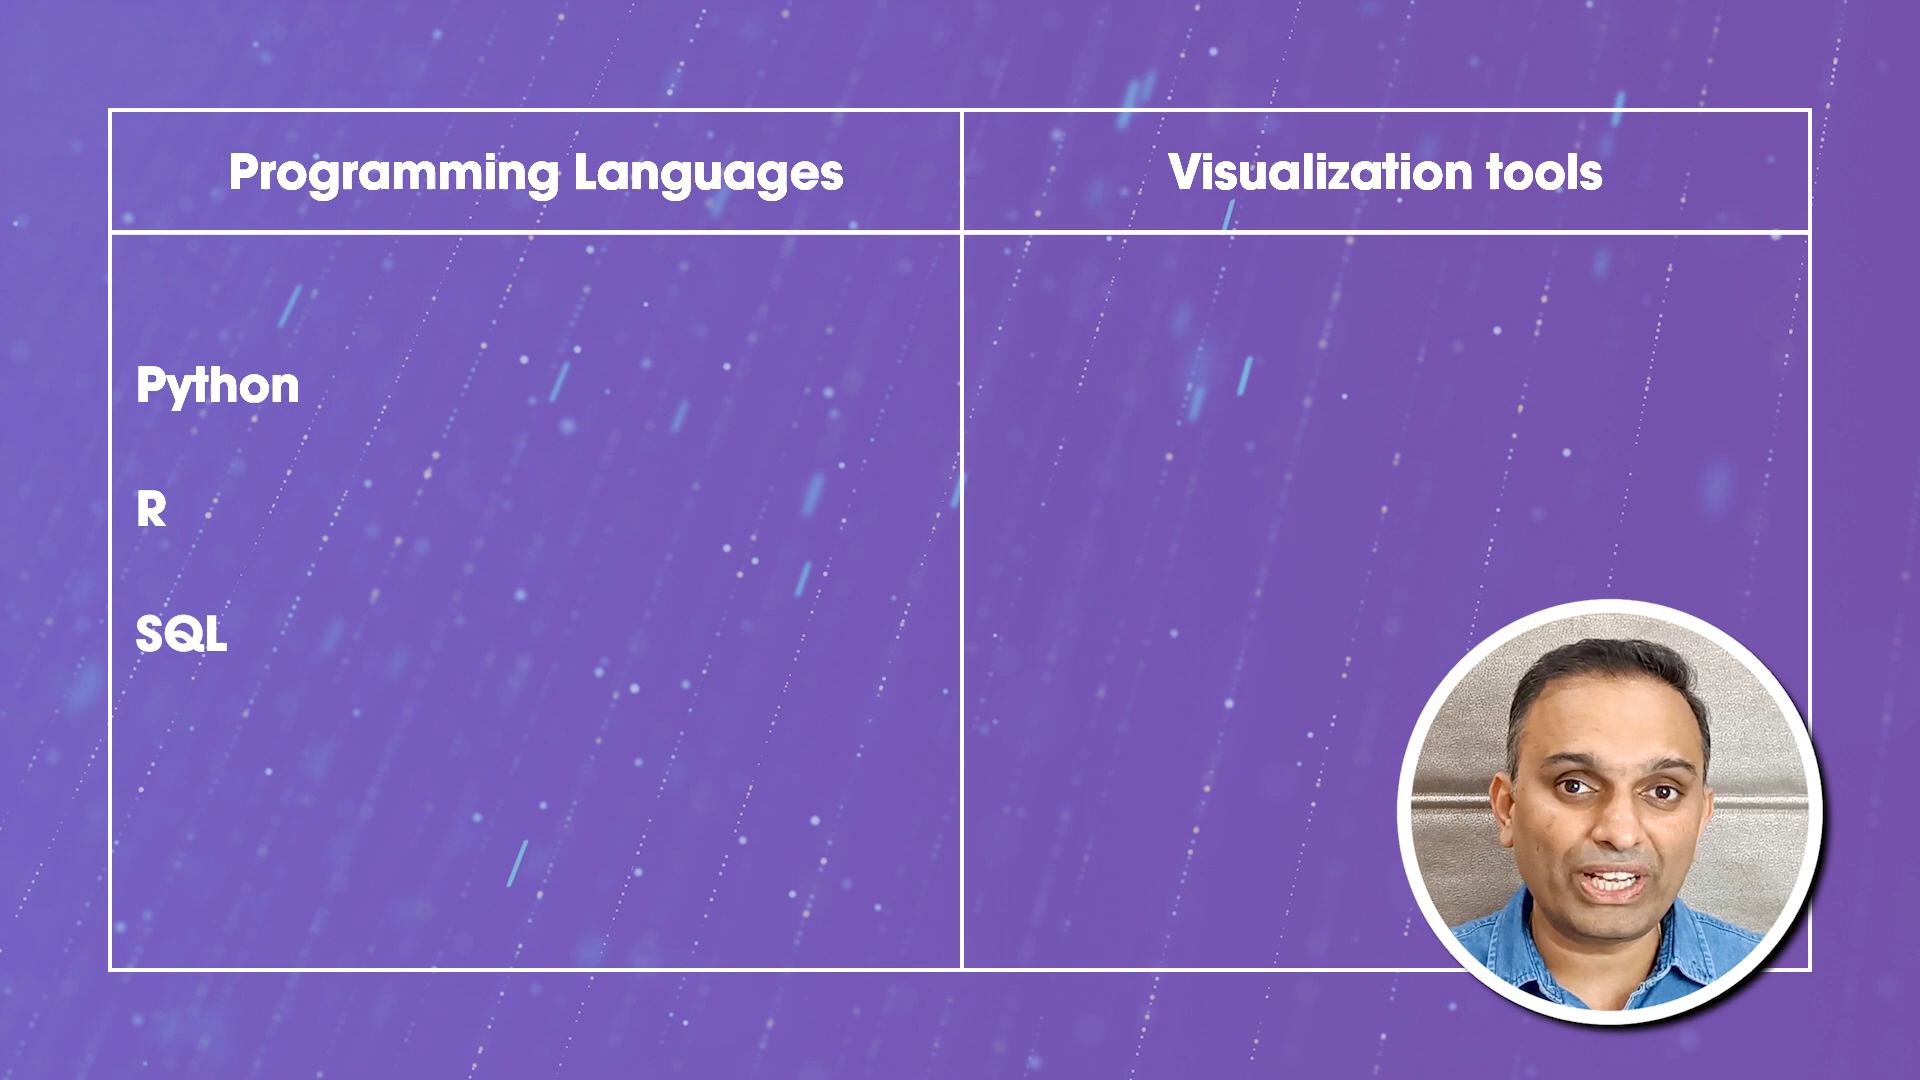 Programming Languages
Visualization tools
Python
R
SQL